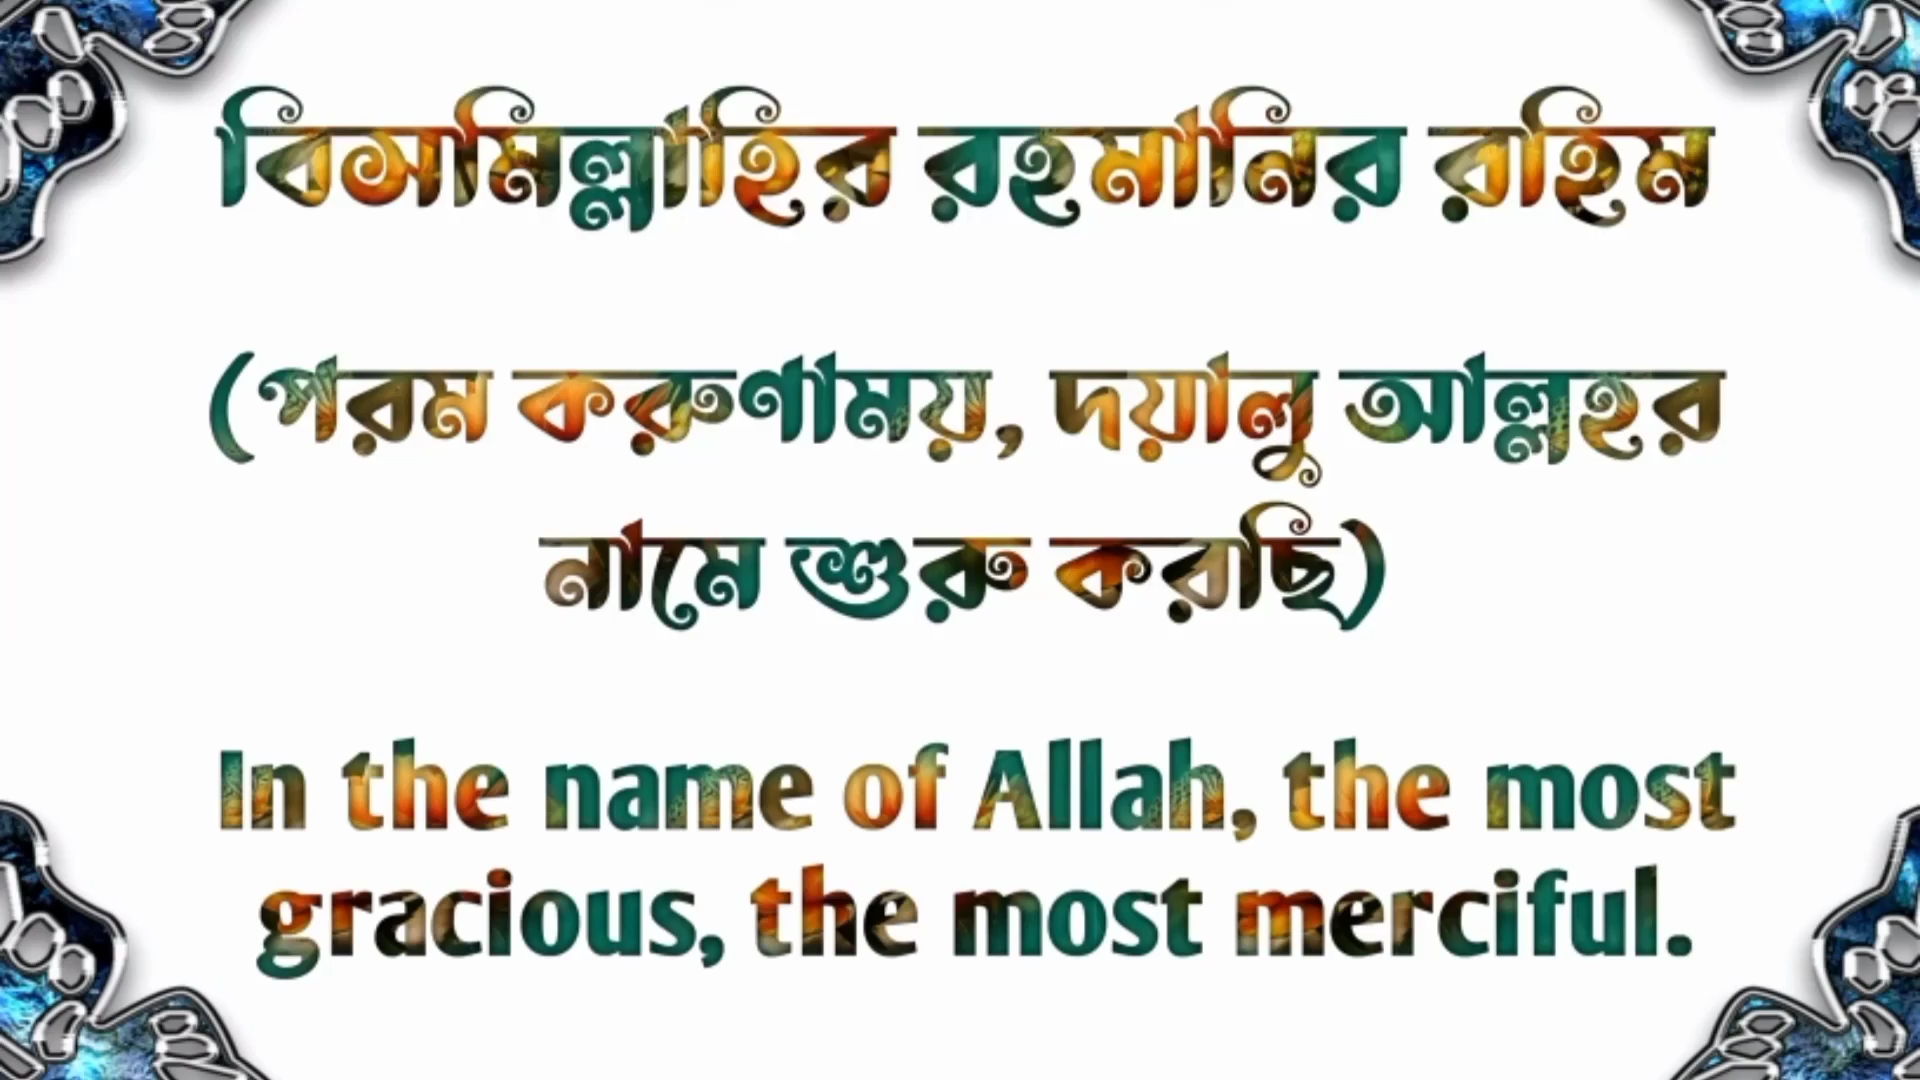 বিসমিল্লাহির রহমানির রহিম
(পরম করুণাময়, দয়ালু আল্লহর
নামে শুরু করছি)
In the name of Allah, the most
gracious, the most merciful.